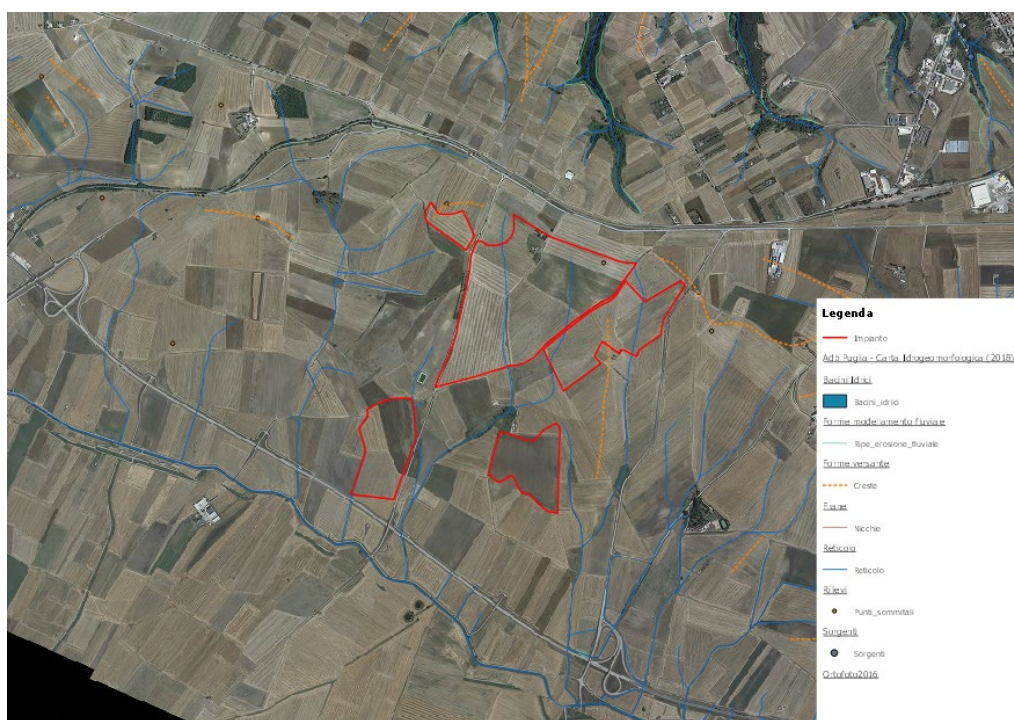 Legenda
Impianto
AdB Puglia - Carta Idrogeomorfologica (2018)
Bacini Idrici
Bacini_idrici
Forme modellamento fluviale
Ripe_erosione_fluviale
Forme versante
Creste
Frane
Nicchie
Reticolo
Reticolo
Rilievi
Punti_sommitali
Sorgenti
Sorgenti
Ortofoto2016